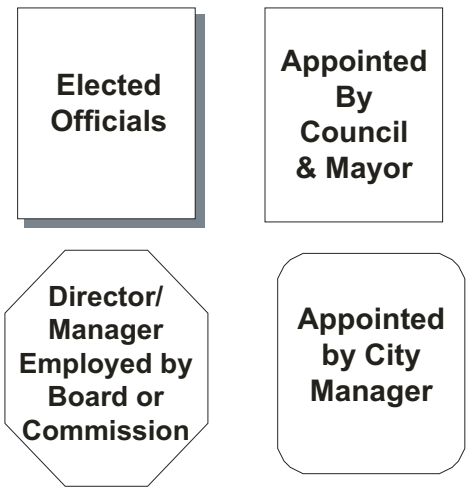 Elected
Officials
Appointed
By
Council
& Mayor
Director/
Manager
Employed by
Board or
Commission
Appointed
by City
Manager